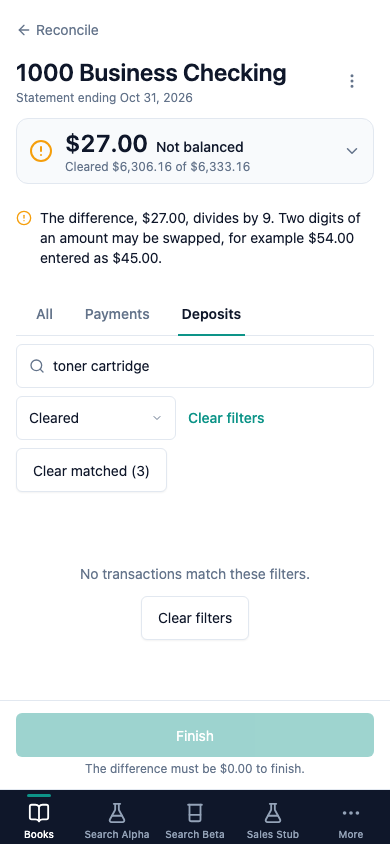 Reconcile
1000 Business Checking
Statement ending Oct 31, 2026
$27.00 Not balanced
Cleared $6,306.16 of $6,333.16
The difference, $27.00, divides by 9. Two digits of
an amount may be swapped, for example $54.00
entered as $45.00.
All Payments Deposits
toner cartridge
Cleared Clear filters
Clear matched (3)
No transactions match these filters.
Clear filters
Finish
The difference must be $0.00 to finish.
Books Search Alpha Search Beta Sales Stub More